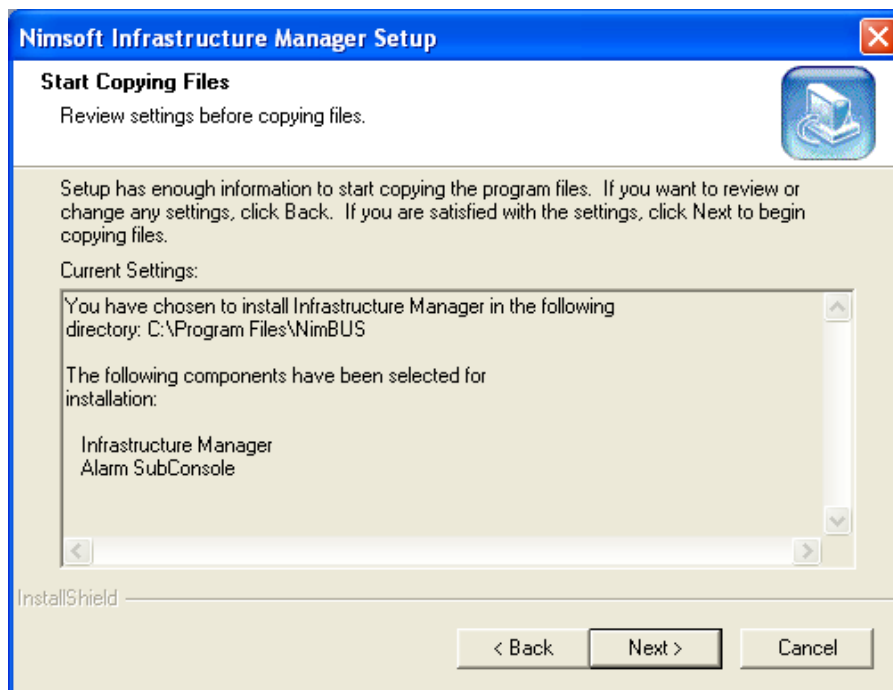 Nimsoft Infrastructure Manager Setup
Start Copying Files
Review settings before copying files.
Setup has enough information to start copying the program files.  If you want to review or
change any settings, click Back.  If you are satisfied with the settings, click Next to begin
copying files.
Current Settings:
You have chosen to install Infrastructure Manager in the following
directory: C:\Program Files\NimBUS
The following components have been selected for
installation:
Infrastructure Manager
Alarm SubConsole
InstallShield
< Back
Next >
Cancel